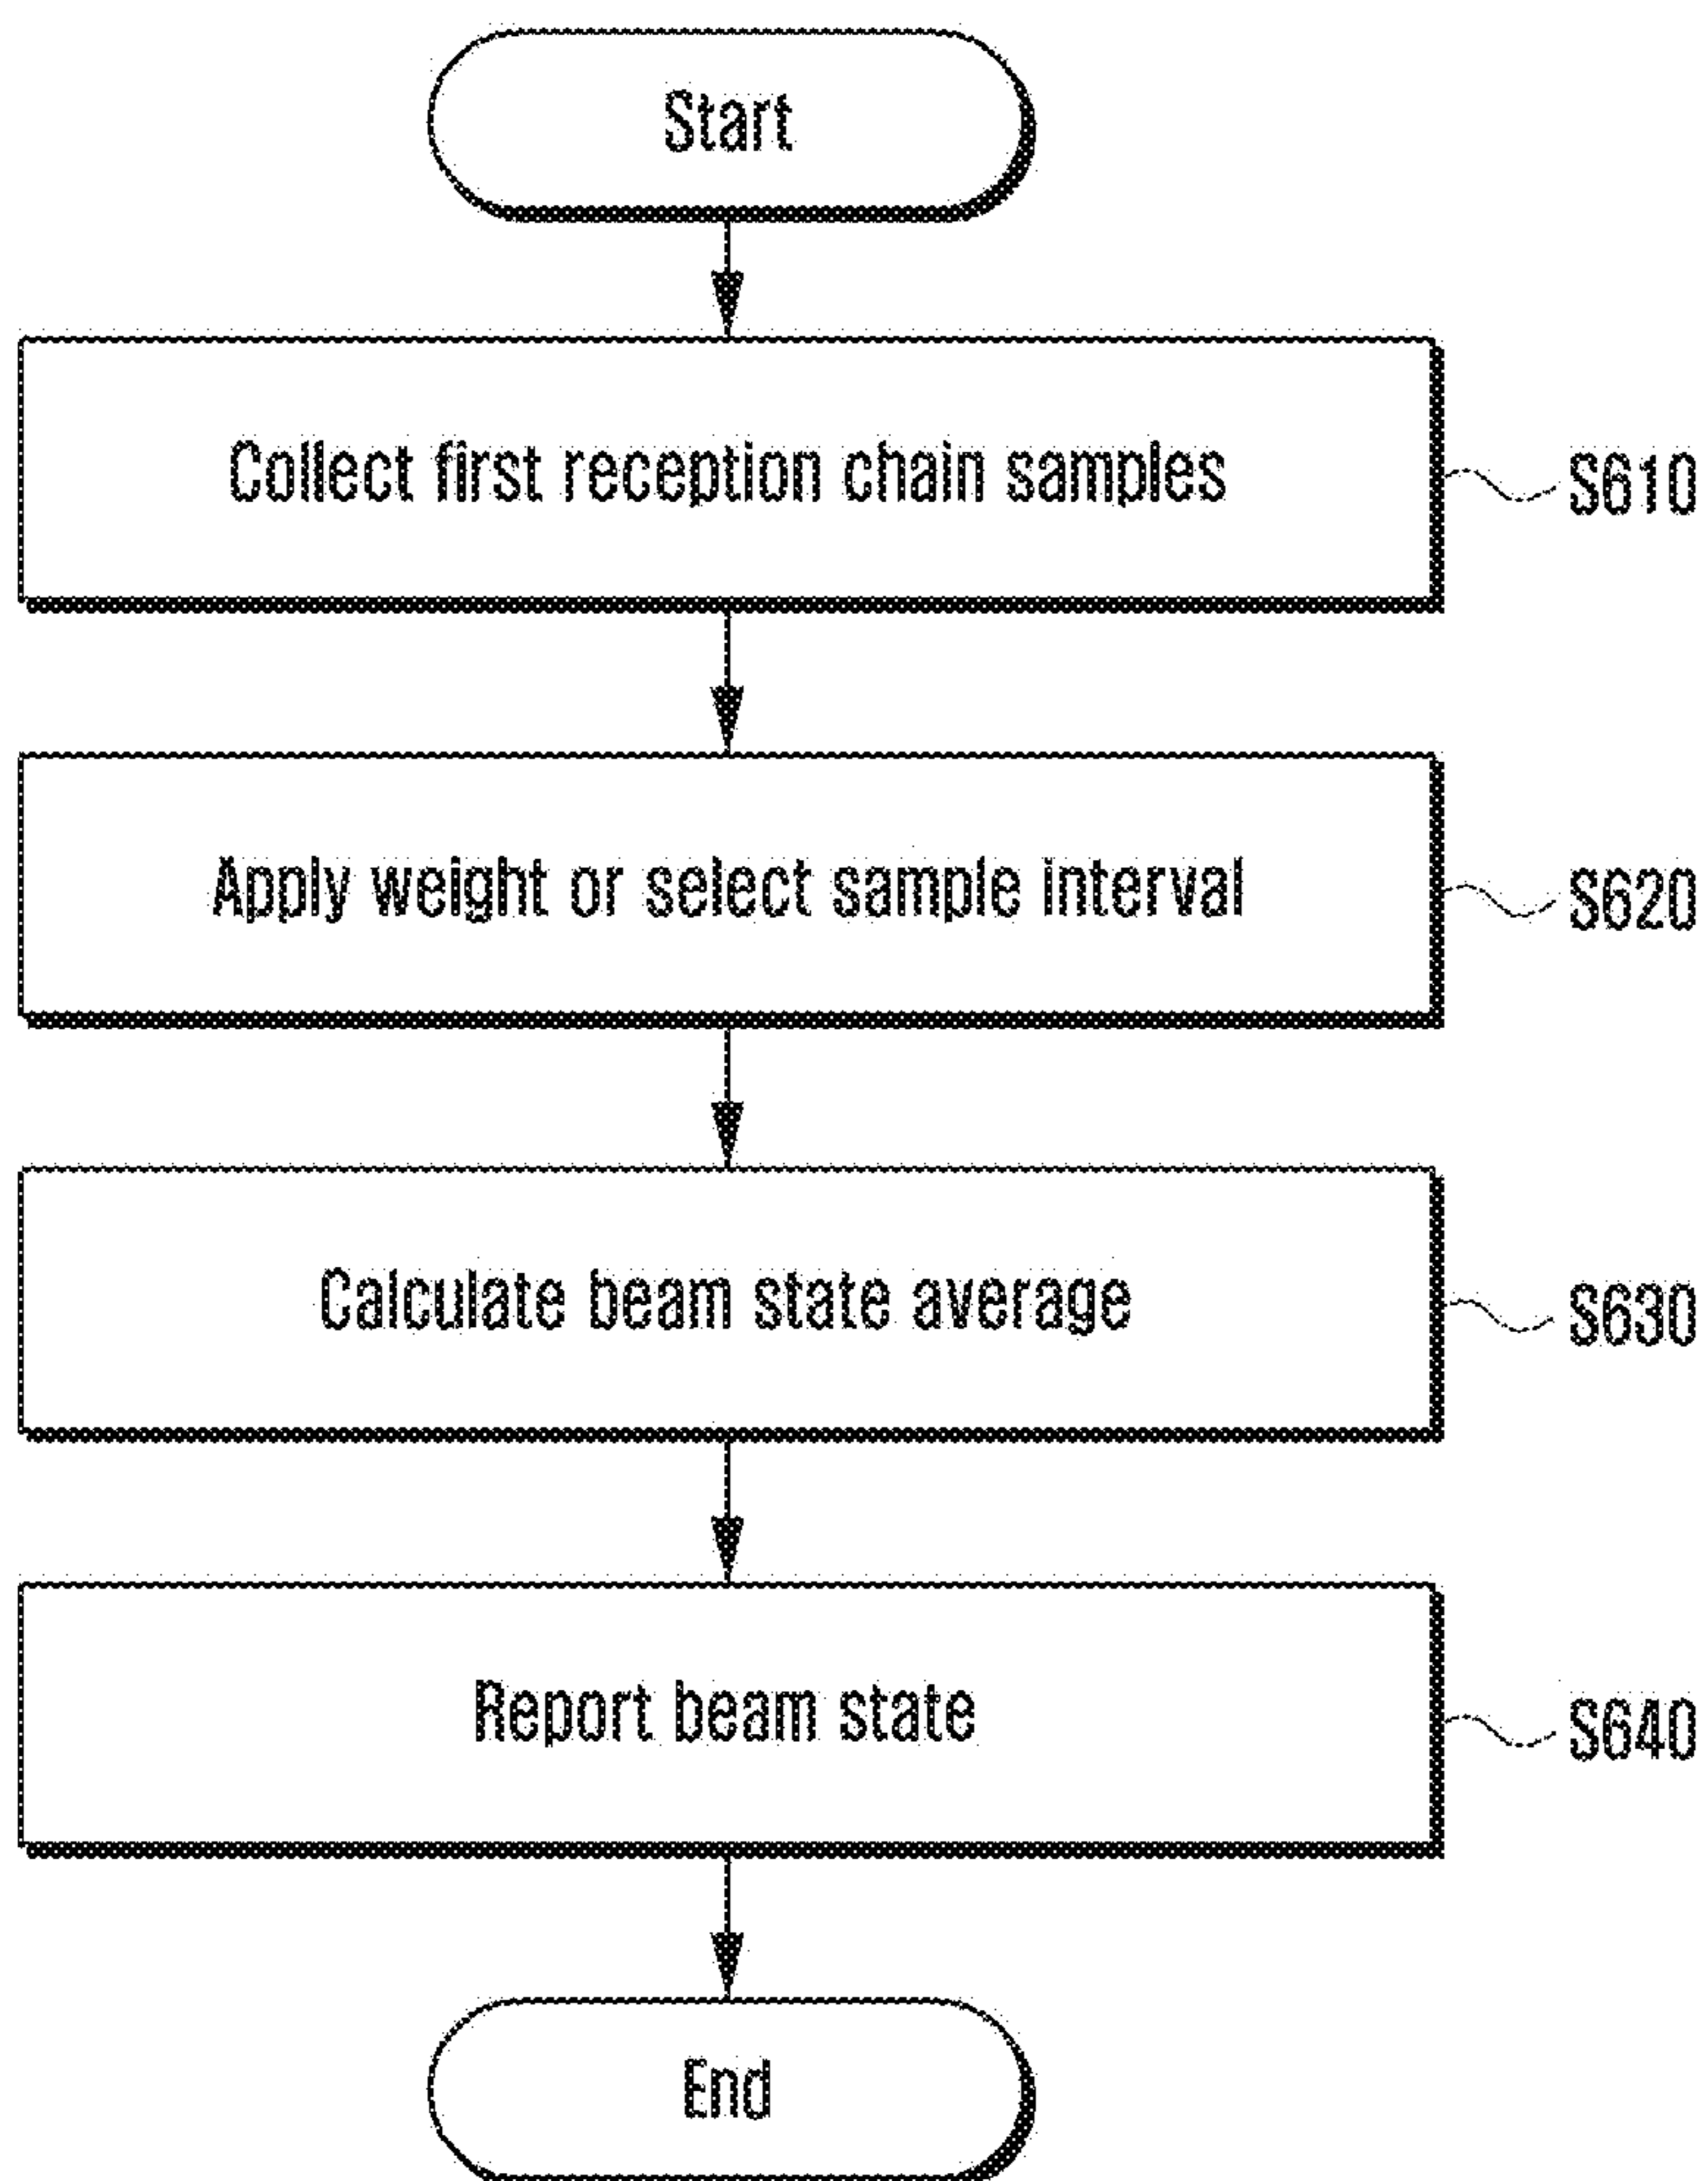 Start
Collect first reception chain samples
S610
Apply weight or select sample interval
S620
Calculate beam state average
S630
Report beam state
S640
End